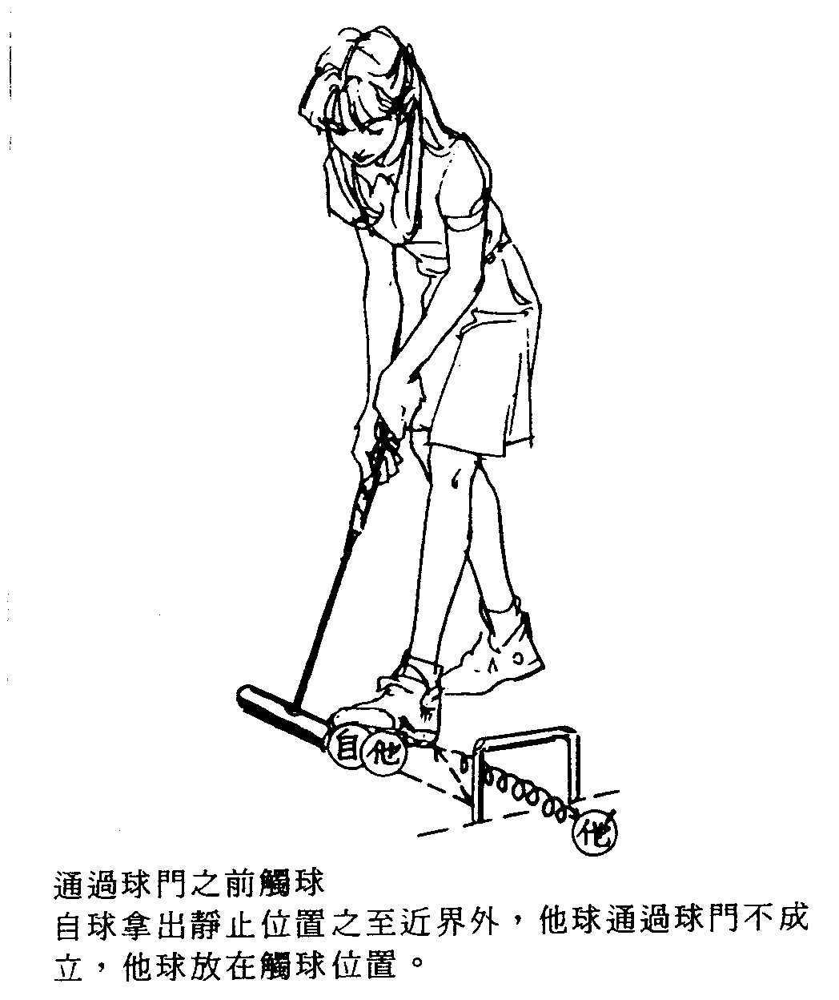 自他
他
通過球門之前觸球
自球拿出靜止位置之至近界外，他球通過球門不成
立，他球放在觸球位置。